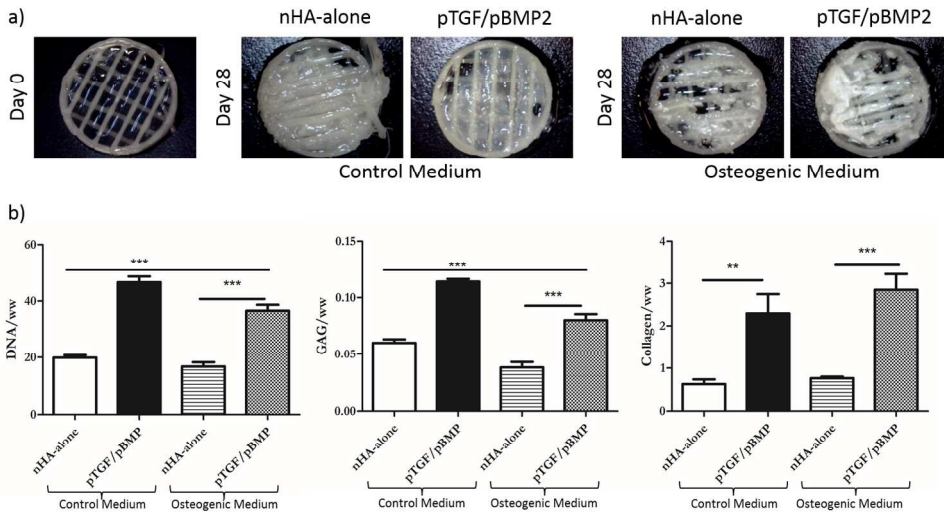 a)
nHA-alone
pTGF/pBMP2
nHA-alone
pTGF/pBMP2
Day 0
Day 28
Day 28
Control Medium
Osteogenic Medium
b)
DNA/ww
60
40
20
0
***
***
nHA-alone
pTGF/pBMP
nHA-alone
pTGF/pBMP
Control Medium
Osteogenic Medium
GAG/ww
0.15
0.10
0.05
0.00
***
***
nHA-alone
pTGF/pBMP
nHA-alone
pTGF/pBMP
Control Medium
Osteogenic Medium
Collagen/ww
4
3
2
1
0
**
***
nHA-alone
pTGF/pBMP
nHA-alone
pTGF/pBMP
Control Medium
Osteogenic Medium